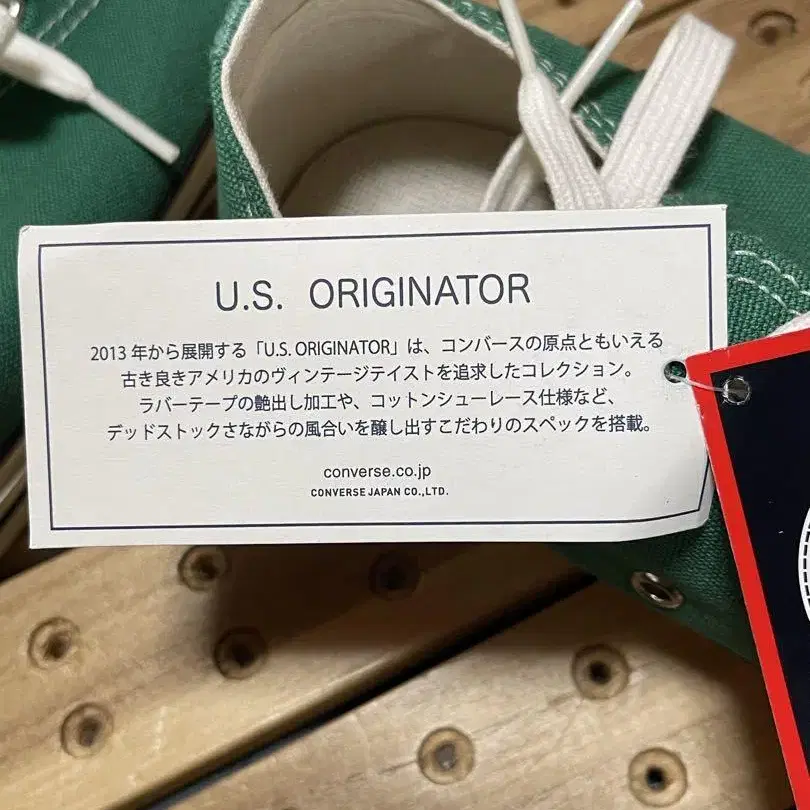 U.S. ORIGINATOR
2013年から展開する「U.S. ORIGINATOR」は、コンバースの原点ともいえる
古き良きアメリカのヴィンテージテイストを追求したコレクション。
ラバーテープの艶出し加工や、コットンシューレース仕様など、
デッドストックさながらの風合いを醸し出すこだわりのスペックを搭載。
converse.co.jp
CONVERSE JAPAN CO.,LTD.